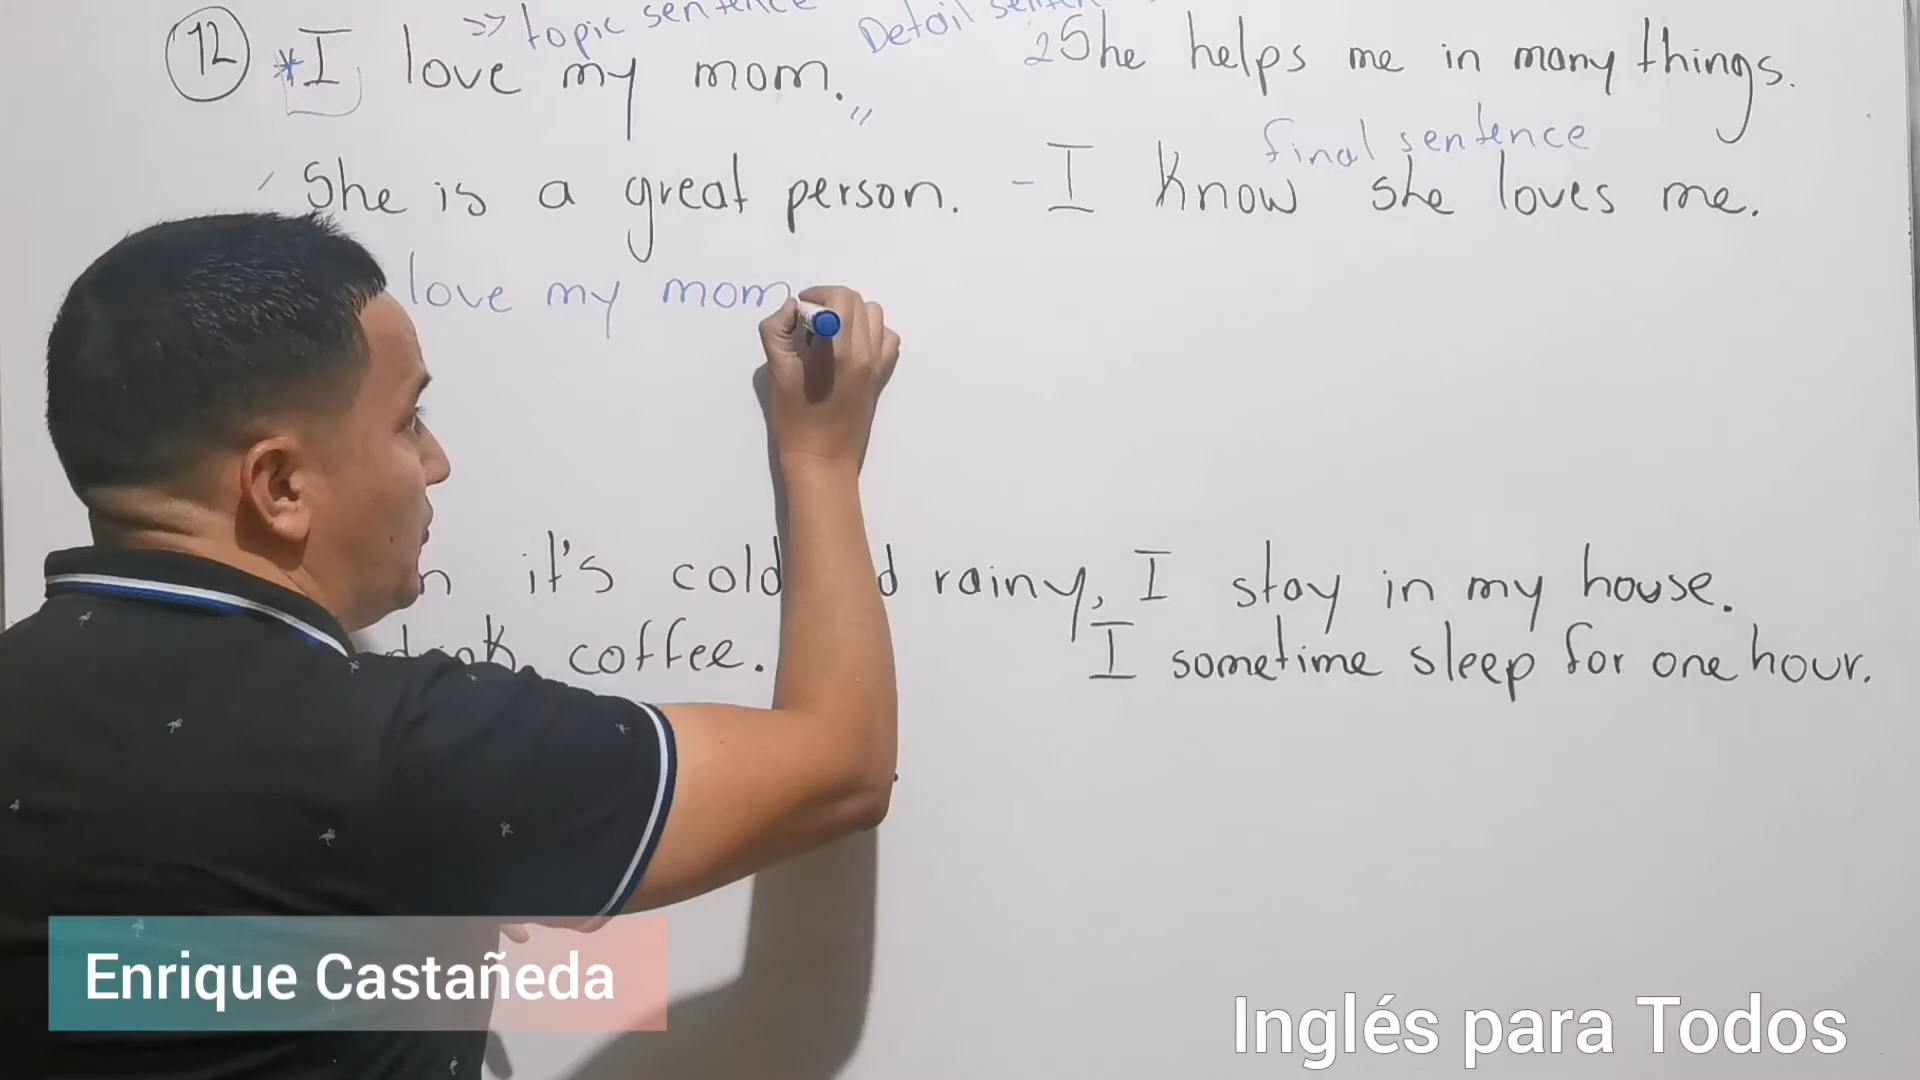 12 *I love my mom.
>> topic sentence
Detail
2 She helps me in many things.
She is a great person.
final sentence
- I know she loves me.
love my mom
it's cold rainy, I stay in my house.
coffee.
I sometime sleep for one hour.
Enrique Castañeda
Inglés para Todos